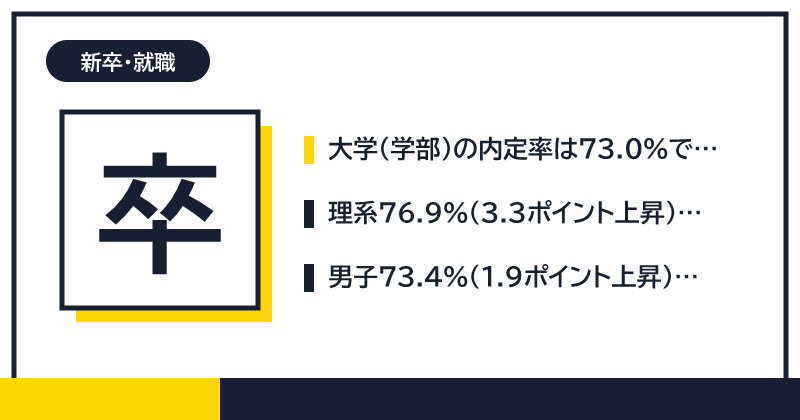 新卒・就職
卒
大学（学部）の内定率は73.0%で…
理系76.9%（3.3ポイント上昇）…
男子73.4%（1.9ポイント上昇）…